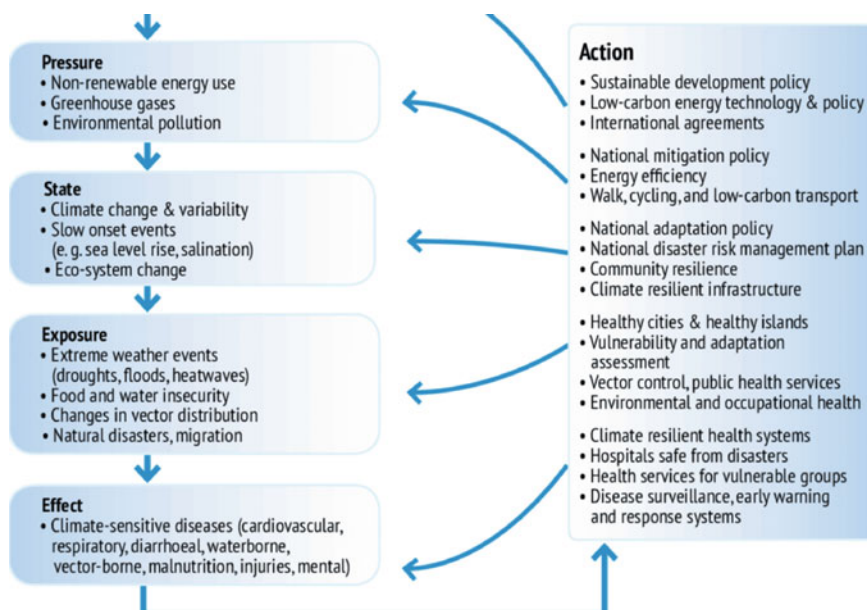 Pressure
• Non-renewable energy use
• Greenhouse gases
• Environmental pollution
State
• Climate change & variability
• Slow onset events
(e. g. sea level rise, salination)
• Eco-system change
Exposure
• Extreme weather events
(droughts, floods, heatwaves)
• Food and water insecurity
• Changes in vector distribution
• Natural disasters, migration
Effect
• Climate-sensitive diseases (cardiovascular,
respiratory, diarrhoeal, waterborne,
vector-borne, malnutrition, injuries, mental)
Action
• Sustainable development policy
• Low-carbon energy technology & policy
• International agreements
• National mitigation policy
• Energy efficiency
• Walk, cycling, and low-carbon transport
• National adaptation policy
• National disaster risk management plan
• Community resilience
• Climate resilient infrastructure
• Healthy cities & healthy islands
• Vulnerability and adaptation
assessment
• Vector control, public health services
• Environmental and occupational health
• Climate resilient health systems
• Hospitals safe from disasters
• Health services for vulnerable groups
• Disease surveillance, early warning
and response systems